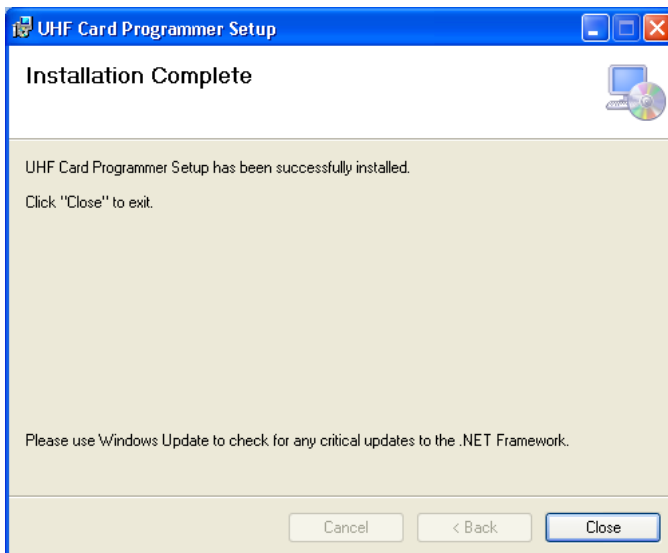 UHF Card Programmer Setup
Installation Complete
UHF Card Programmer Setup has been successfully installed.
Click "Close" to exit.
Please use Windows Update to check for any critical updates to the .NET Framework.
Cancel
< Back
Close